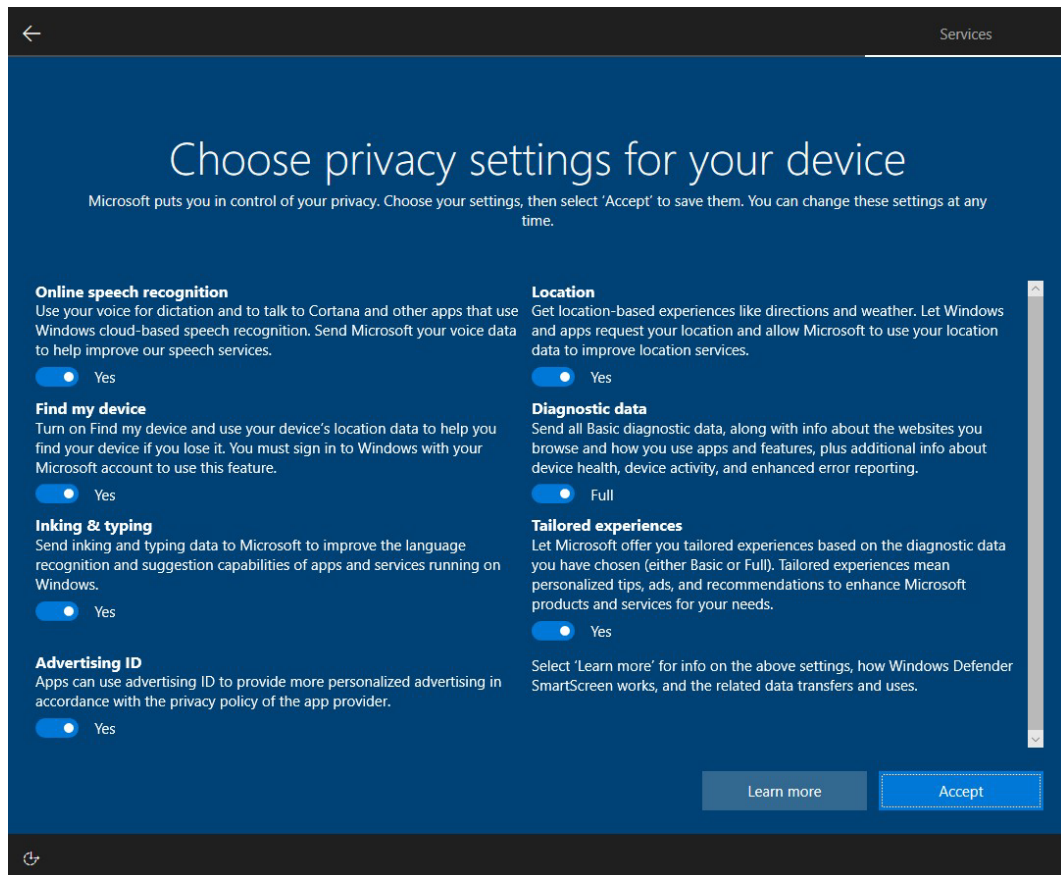 Services
Choose privacy settings for your device
Microsoft puts you in control of your privacy. Choose your settings, then select ‘Accept’ to save them. You can change these settings at any
time.
Online speech recognition
Use your voice for dictation and to talk to Cortana and other apps that use
Windows cloud-based speech recognition. Send Microsoft your voice data
to help improve our speech services.
Yes
Find my device
Turn on Find my device and use your device’s location data to help you
find your device if you lose it. You must sign in to Windows with your
Microsoft account to use this feature.
Yes
Inking & typing
Send inking and typing data to Microsoft to improve the language
recognition and suggestion capabilities of apps and services running on
Windows.
Yes
Advertising ID
Apps can use advertising ID to provide more personalized advertising in
accordance with the privacy policy of the app provider.
Yes
Location
Get location-based experiences like directions and weather. Let Windows
and apps request your location and allow Microsoft to use your location
data to improve location services.
Yes
Diagnostic data
Send all Basic diagnostic data, along with info about the websites you
browse and how you use apps and features, plus additional info about
device health, device activity, and enhanced error reporting.
Full
Tailored experiences
Let Microsoft offer you tailored experiences based on the diagnostic data
you have chosen (either Basic or Full). Tailored experiences mean
personalized tips, ads, and recommendations to enhance Microsoft
products and services for your needs.
Yes
Select ‘Learn more’ for info on the above settings, how Windows Defender
SmartScreen works, and the related data transfers and uses.
Learn more
Accept